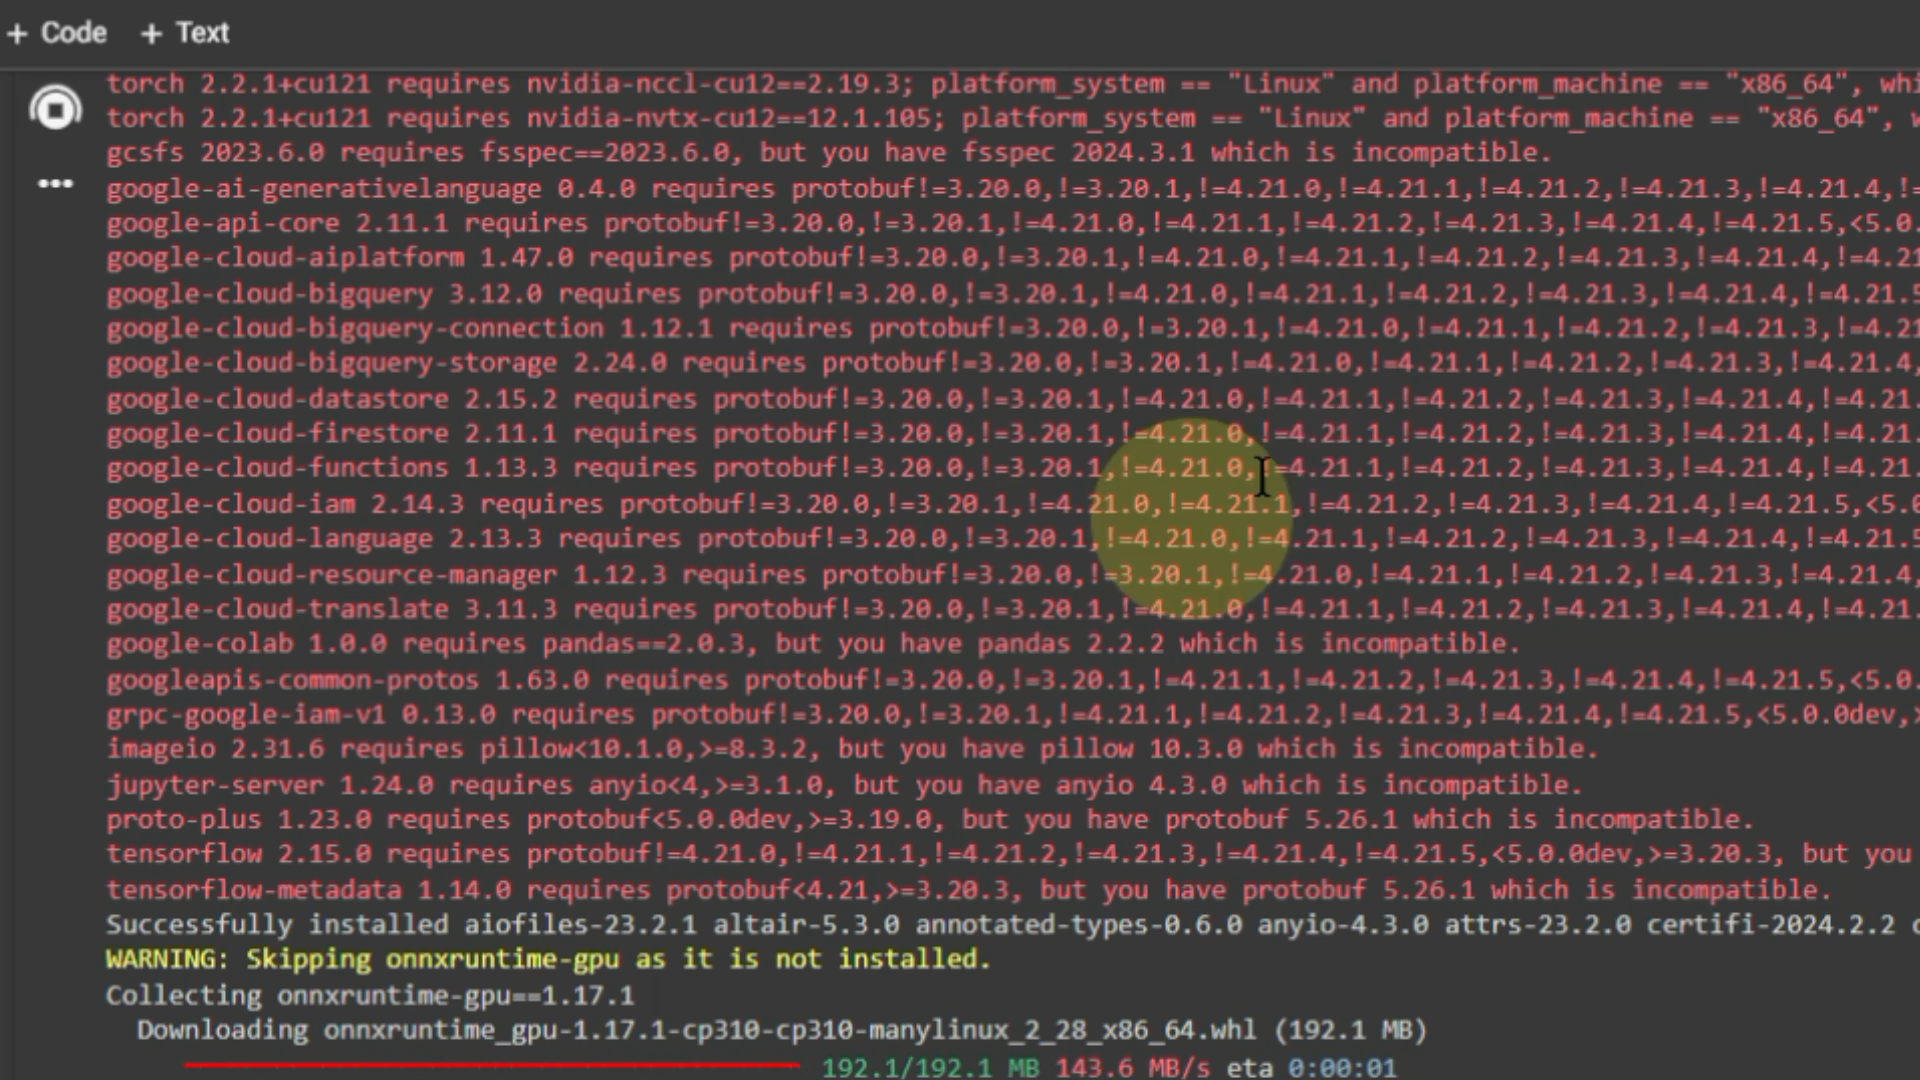 + Code + Text
torch 2.2.1+cu121 requires nvidia-nccl-cu12==2.19.3; platform_system == "Linux" and platform_machine == "x86_64", whi
torch 2.2.1+cu121 requires nvidia-nvtx-cu12==12.1.105; platform_system == "Linux" and platform_machine == "x86_64", w
gcsfs 2023.6.0 requires fsspec==2023.6.0, but you have fsspec 2024.3.1 which is incompatible.
google-ai-generativelanguage 0.4.0 requires protobuf!=3.20.0,!=3.20.1,!=4.21.0,!=4.21.1,!=4.21.2,!=4.21.3,!=4.21.4,!=
google-api-core 2.11.1 requires protobuf!=3.20.0,!=3.20.1,!=4.21.0,!=4.21.1,!=4.21.2,!=4.21.3,!=4.21.4,!=4.21.5,<5.0.
google-cloud-aiplatform 1.47.0 requires protobuf!=3.20.0,!=3.20.1,!=4.21.0,!=4.21.1,!=4.21.2,!=4.21.3,!=4.21.4,!=4.21
google-cloud-bigquery 3.12.0 requires protobuf!=3.20.0,!=3.20.1,!=4.21.0,!=4.21.1,!=4.21.2,!=4.21.3,!=4.21.4,!=4.21.5
google-cloud-bigquery-connection 1.12.1 requires protobuf!=3.20.0,!=3.20.1,!=4.21.0,!=4.21.1,!=4.21.2,!=4.21.3,!=4.21
google-cloud-bigquery-storage 2.24.0 requires protobuf!=3.20.0,!=3.20.1,!=4.21.0,!=4.21.1,!=4.21.2,!=4.21.3,!=4.21.4,
google-cloud-datastore 2.15.2 requires protobuf!=3.20.0,!=3.20.1,!=4.21.0,!=4.21.1,!=4.21.2,!=4.21.3,!=4.21.4,!=4.21.
google-cloud-firestore 2.11.1 requires protobuf!=3.20.0,!=3.20.1,!=4.21.0,!=4.21.1,!=4.21.2,!=4.21.3,!=4.21.4,!=4.21.
google-cloud-functions 1.13.3 requires protobuf!=3.20.0,!=3.20.1,!=4.21.0,!=4.21.1,!=4.21.2,!=4.21.3,!=4.21.4,!=4.21.
google-cloud-iam 2.14.3 requires protobuf!=3.20.0,!=3.20.1,!=4.21.0,!=4.21.1,!=4.21.2,!=4.21.3,!=4.21.4,!=4.21.5,<5.0
google-cloud-language 2.13.3 requires protobuf!=3.20.0,!=3.20.1,!=4.21.0,!=4.21.1,!=4.21.2,!=4.21.3,!=4.21.4,!=4.21.5
google-cloud-resource-manager 1.12.3 requires protobuf!=3.20.0,!=3.20.1,!=4.21.0,!=4.21.1,!=4.21.2,!=4.21.3,!=4.21.4,
google-cloud-translate 3.11.3 requires protobuf!=3.20.0,!=3.20.1,!=4.21.0,!=4.21.1,!=4.21.2,!=4.21.3,!=4.21.4,!=4.21.
google-colab 1.0.0 requires pandas==2.0.3, but you have pandas 2.2.2 which is incompatible.
googleapis-common-protos 1.63.0 requires protobuf!=3.20.0,!=3.20.1,!=4.21.1,!=4.21.2,!=4.21.3,!=4.21.4,!=4.21.5,<5.0.
grpc-google-iam-v1 0.13.0 requires protobuf!=3.20.0,!=3.20.1,!=4.21.1,!=4.21.2,!=4.21.3,!=4.21.4,!=4.21.5,<5.0.0dev,>
imageio 2.31.6 requires pillow<10.1.0,>=8.3.2, but you have pillow 10.3.0 which is incompatible.
jupyter-server 1.24.0 requires anyio<4,>=3.1.0, but you have anyio 4.3.0 which is incompatible.
proto-plus 1.23.0 requires protobuf<5.0.0dev,>=3.19.0, but you have protobuf 5.26.1 which is incompatible.
tensorflow 2.15.0 requires protobuf!=4.21.0,!=4.21.1,!=4.21.2,!=4.21.3,!=4.21.4,!=4.21.5,<5.0.0dev,>=3.20.3, but you
tensorflow-metadata 1.14.0 requires protobuf<4.21,>=3.20.3, but you have protobuf 5.26.1 which is incompatible.
Successfully installed aiofiles-23.2.1 altair-5.3.0 annotated-types-0.6.0 anyio-4.3.0 attrs-23.2.0 certifi-2024.2.2
WARNING: Skipping onnxruntime-gpu as it is not installed.
Collecting onnxruntime-gpu==1.17.1
Downloading onnxruntime_gpu-1.17.1-cp310-cp310-manylinux_2_28_x86_64.whl (192.1 MB)
192.1/192.1 MB 143.6 MB/s eta 0:00:01